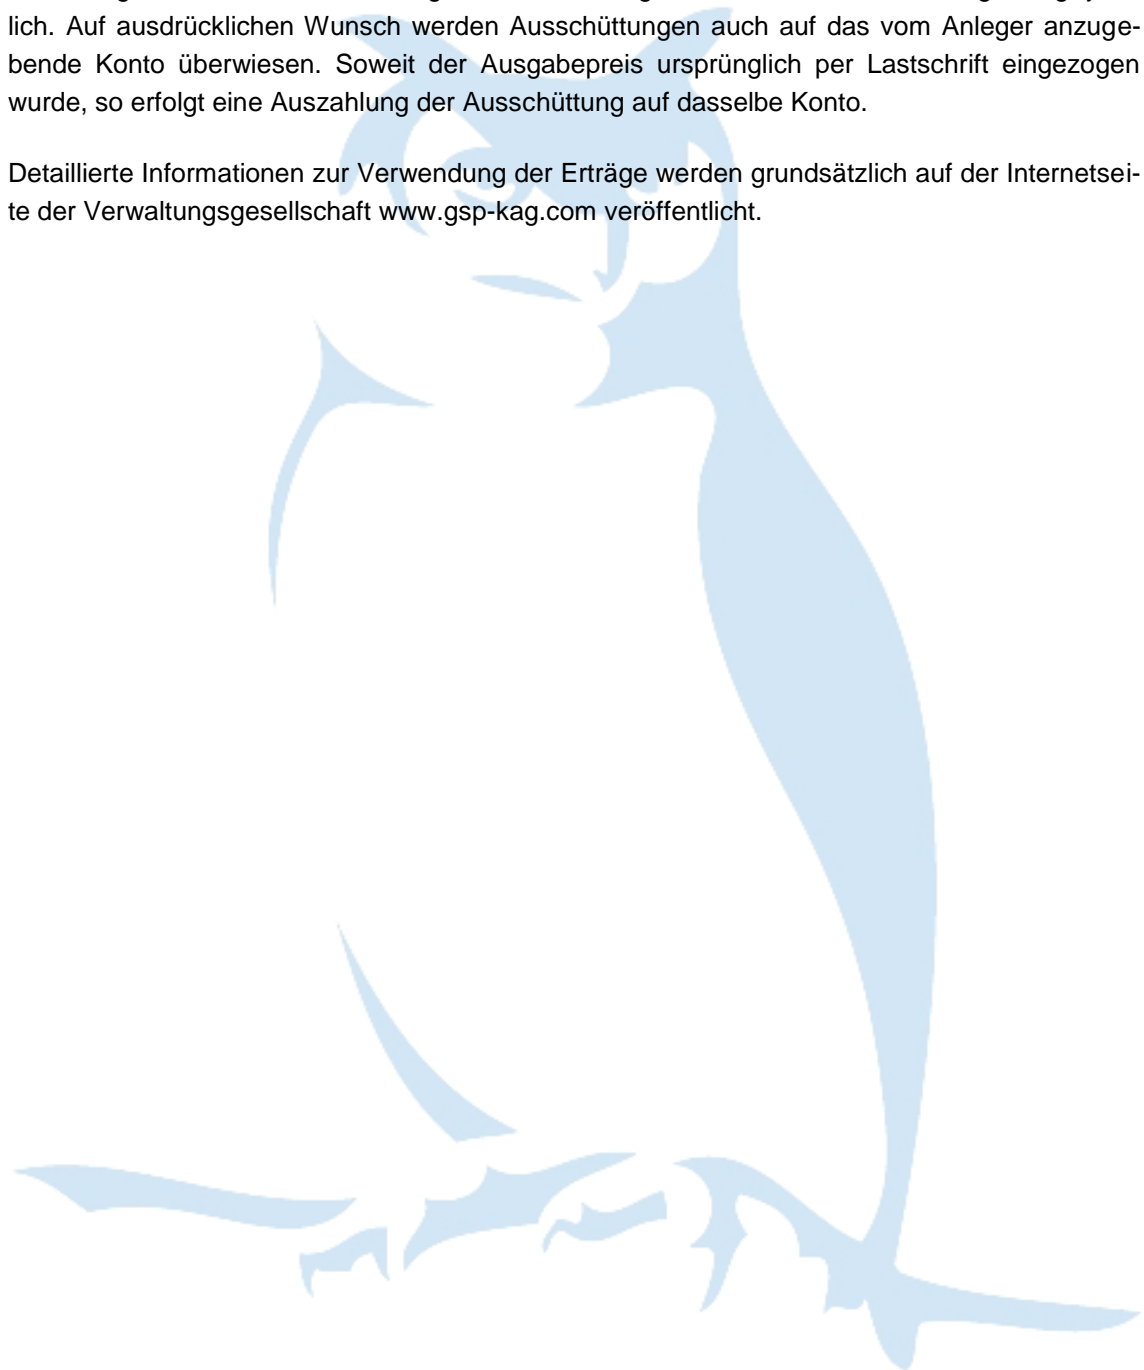 lich. Auf ausdrücklichen Wunsch werden Ausschüttungen auch auf das vom Anleger anzuge-
bende Konto überwiesen. Soweit der Ausgabepreis ursprünglich per Lastschrift eingezogen
wurde, so erfolgt eine Auszahlung der Ausschüttung auf dasselbe Konto.
Detaillierte Informationen zur Verwendung der Erträge werden grundsätzlich auf der Internetsei-
te der Verwaltungsgesellschaft www.gsp-kag.com veröffentlicht.